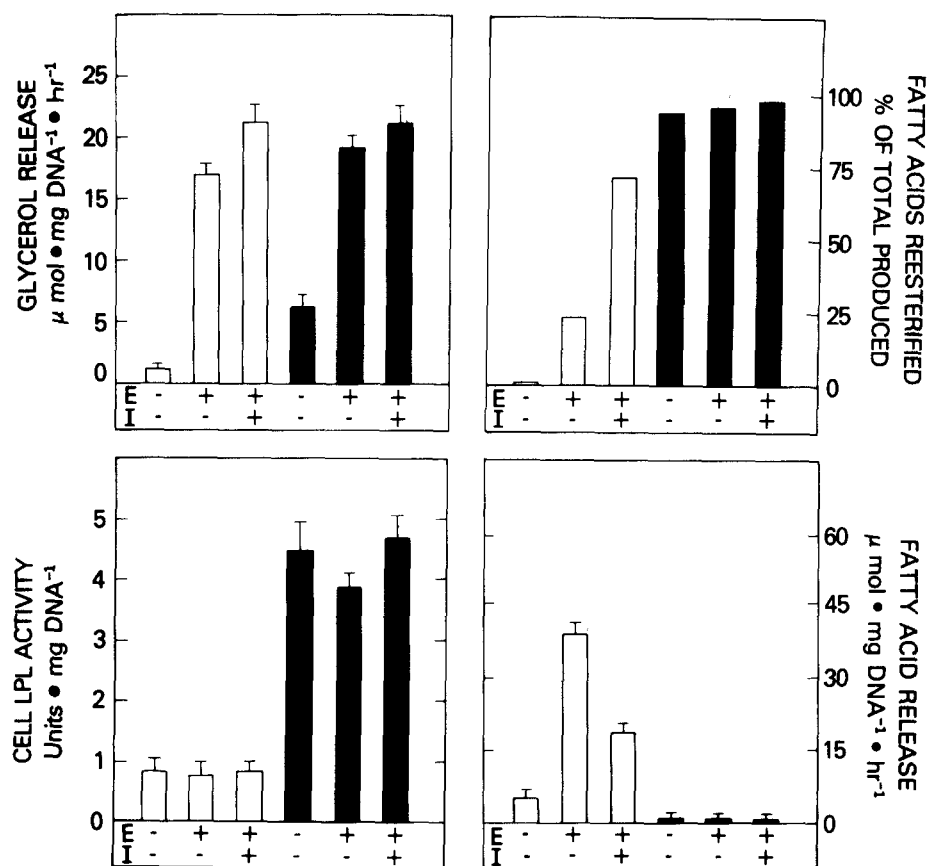 GLYCEROL RELEASE
μ mol • mg DNA⁻¹ • hr⁻¹
25
20
15
10
5
0
E - + + - + +
I - - + - - +
FATTY ACIDS REESTERIFIED
% OF TOTAL PRODUCED
100
75
50
25
0
E - + + - + +
I - - + - - +
CELL LPL ACTIVITY
Units • mg DNA⁻¹
5
4
3
2
1
0
E - + + - + +
I - - + - - +
FATTY ACID RELEASE
μ mol • mg DNA⁻¹ • hr⁻¹
60
45
30
15
0
E - + + - + +
I - - + - - +